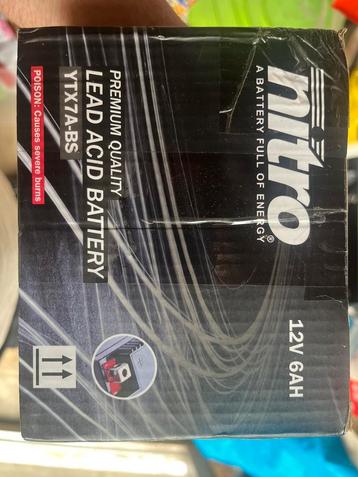 nitro®
A BATTERY FULL OF ENERGY
12V 6AH
PREMIUM QUALITY
LEAD ACID BATTERY
YTX7A-BS
POISON: Causes severe burns